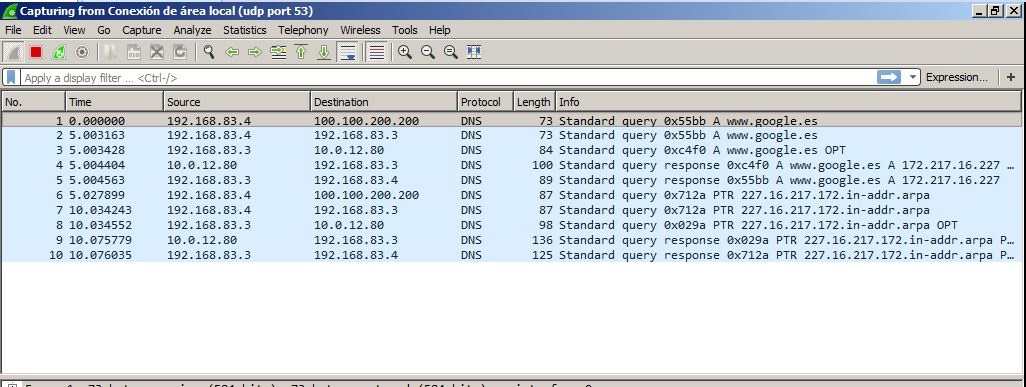 Capturing from Conexión de área local (udp port 53)
File Edit View Go Capture Analyze Statistics Telephony Wireless Tools Help
Apply a display filter ... <Ctrl-/> Expression... +
No. Time Source Destination Protocol Length Info
1 0.000000 192.168.83.4 100.100.200.200 DNS 73 Standard query 0x55bb A www.google.es
2 5.003163 192.168.83.4 192.168.83.3 DNS 73 Standard query 0x55bb A www.google.es
3 5.003428 192.168.83.3 10.0.12.80 DNS 84 Standard query 0xc4f0 A www.google.es OPT
4 5.004404 10.0.12.80 192.168.83.3 DNS 100 Standard query response 0xc4f0 A www.google.es A 172.217.16.227 …
5 5.004563 192.168.83.3 192.168.83.4 DNS 89 Standard query response 0x55bb A www.google.es A 172.217.16.227
6 5.027899 192.168.83.4 100.100.200.200 DNS 87 Standard query 0x712a PTR 227.16.217.172.in-addr.arpa
7 10.034243 192.168.83.4 192.168.83.3 DNS 87 Standard query 0x712a PTR 227.16.217.172.in-addr.arpa
8 10.034552 192.168.83.3 10.0.12.80 DNS 98 Standard query 0x029a PTR 227.16.217.172.in-addr.arpa OPT
9 10.075779 10.0.12.80 192.168.83.3 DNS 136 Standard query response 0x029a PTR 227.16.217.172.in-addr.arpa P…
10 10.076035 192.168.83.3 192.168.83.4 DNS 125 Standard query response 0x712a PTR 227.16.217.172.in-addr.arpa P…